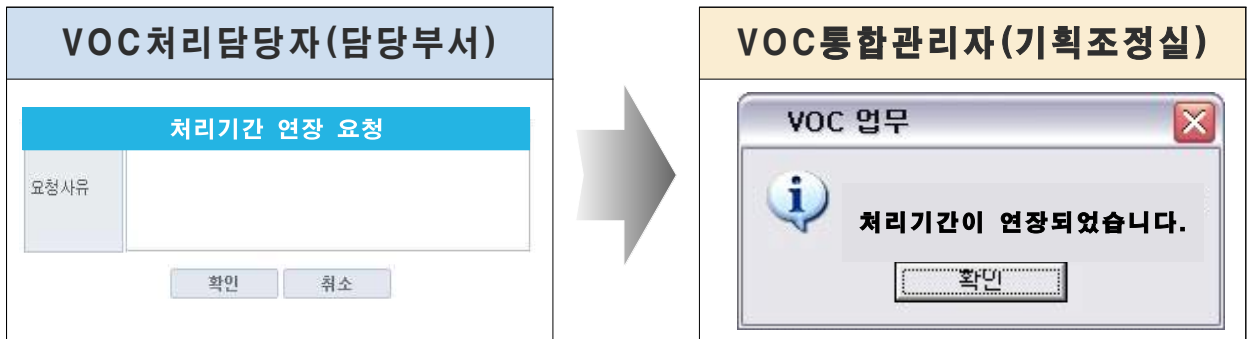 VOC처리담당자(담당부서)
처리기간 연장 요청
요청사유
확인 취소
VOC통합관리자(기획조정실)
VOC 업무
처리기간이 연장되었습니다.
확인